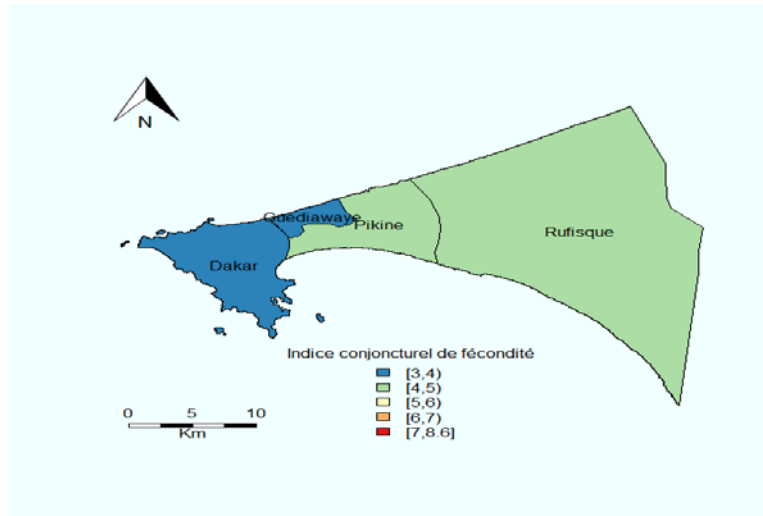 N
Guediawaye
Pikine
Rufisque
Dakar
Indice conjoncturel de fécondité
[3,4)
[4,5)
[5,6)
[6,7)
[7,8.6]
0 5 10
Km